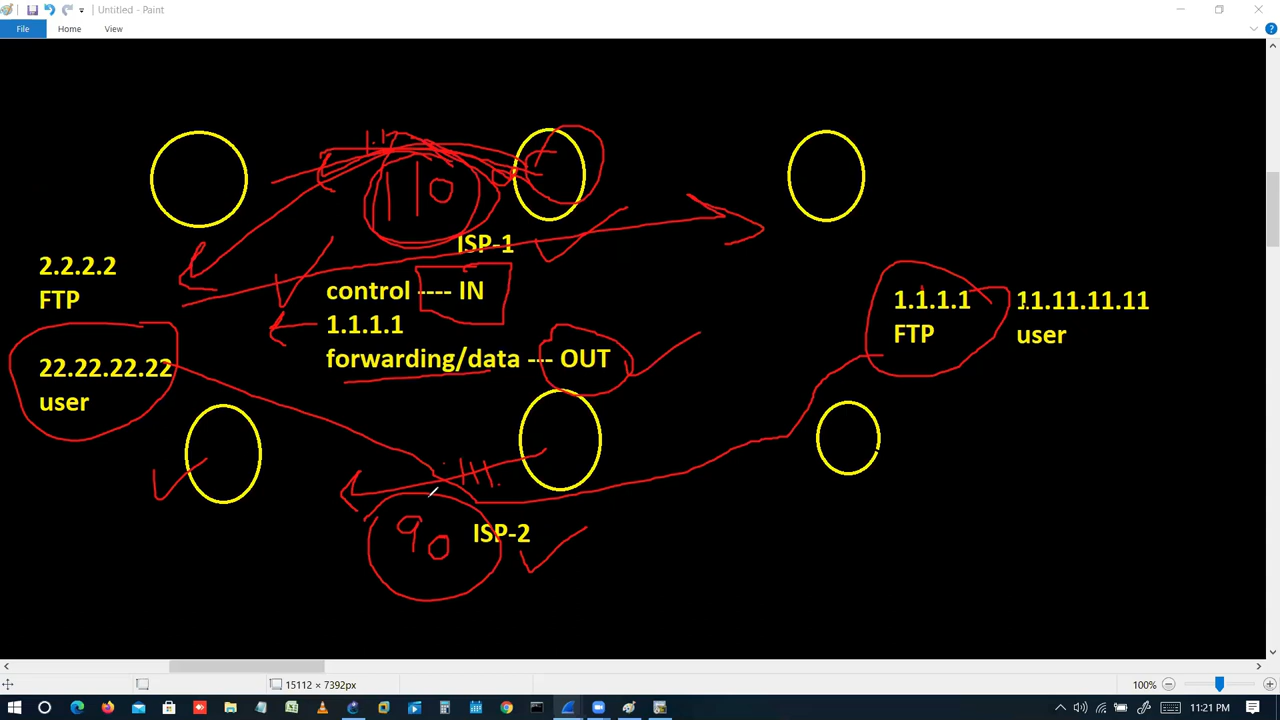 Untitled - Paint
File Home View
1.1
110
ISP-1
2.2.2.2
FTP
control ---- IN
1.1.1.1
forwarding/data --- OUT
1.1.1.1
FTP
11.11.11.11
user
22.22.22.22
user
90
ISP-2
15112 × 7392px
100%
11:21 PM